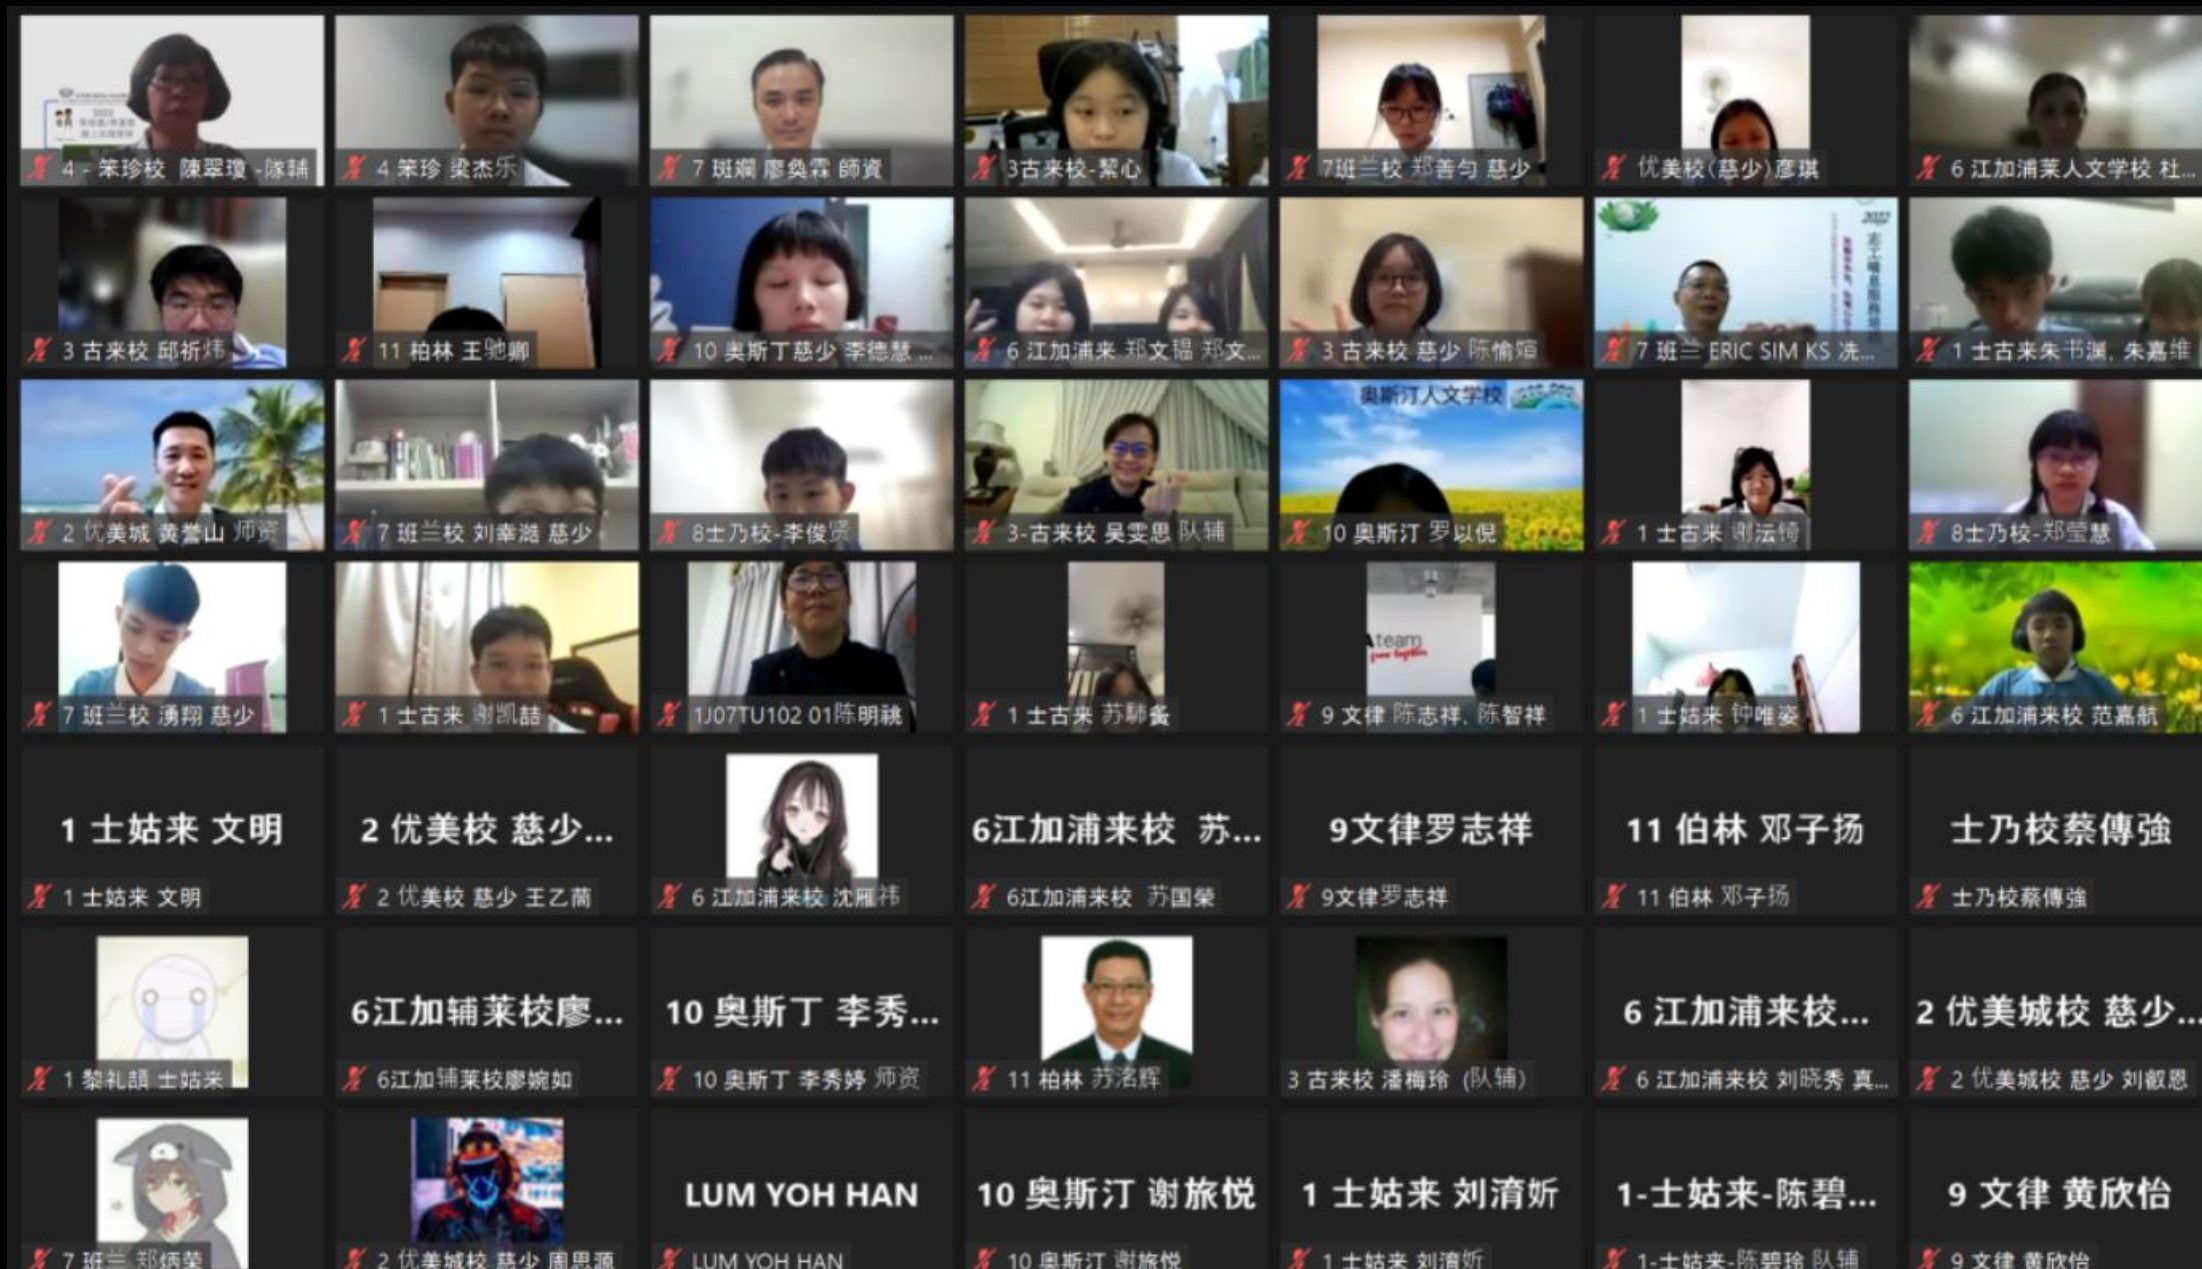 4 - 笨珍校 陳翠瓊 -隊輔
2022
4 笨珍 梁杰乐
7 斑斓 廖奐霖 師資
3古来校-絜心
7班兰校 郑善匀 慈少
优美校(慈少)彦琪
6 江加浦莱人文学校 杜...
3 古来校 邱祈炜
11 柏林 王驰卿
10 奥斯丁慈少 李德慧 ...
6 江加浦来 郑文韫 郑文...
3 古来校 慈少 陈愉媗
2022
7 班兰 ERIC SIM KS 冼...
1 士古来朱书渊, 朱嘉维
2 优美城 黄誉山 师资
7 班兰校 刘幸澔 慈少
8士乃校-李俊贤
3-古来校 吴雯思 队辅
奥斯汀人文学校
10 奥斯汀 罗以倪
1 士古来 谢沄锜
8士乃校-郑莹慧
7 班兰校 湧翔 慈少
1 士古来 谢凯喆
1J07TU102 01陈明祧
1 士古来
Ateam
grow together
9 文律 陈志祥, 陈智祥
1 士姑来 钟唯姿
6 江加浦来校 范嘉航
1 士姑来 文明
1 士姑来 文明
2 优美校 慈少...
2 优美校 慈少 王乙茼
6 江加浦来校 沈雁祎
6江加浦来校 苏...
6江加浦来校 苏国榮
9文律罗志祥
9文律罗志祥
11 伯林 邓子扬
11 伯林 邓子扬
士乃校蔡傳強
士乃校蔡傳強
1 黎礼頡 士姑来
6江加辅莱校廖...
6江加辅莱校廖婉如
10 奥斯丁 李秀...
10 奥斯丁 李秀婷 师资
11 柏林 苏洺辉
3 古来校 潘梅玲 (队辅)
6 江加浦来校...
6 江加浦来校 刘晓秀 真...
2 优美城校 慈少...
2 优美城校 慈少 刘叡恩
7 班兰 郑炳荣
2 优美城校 慈少 周思源
LUM YOH HAN
LUM YOH HAN
10 奥斯汀 谢旅悦
10 奥斯汀 谢旅悦
1 士姑来 刘淯妡
1 士姑来 刘淯妡
1-士姑来-陈碧...
1-士姑来-陈碧玲 队辅
9 文律 黄欣怡
9 文律 黄欣怡